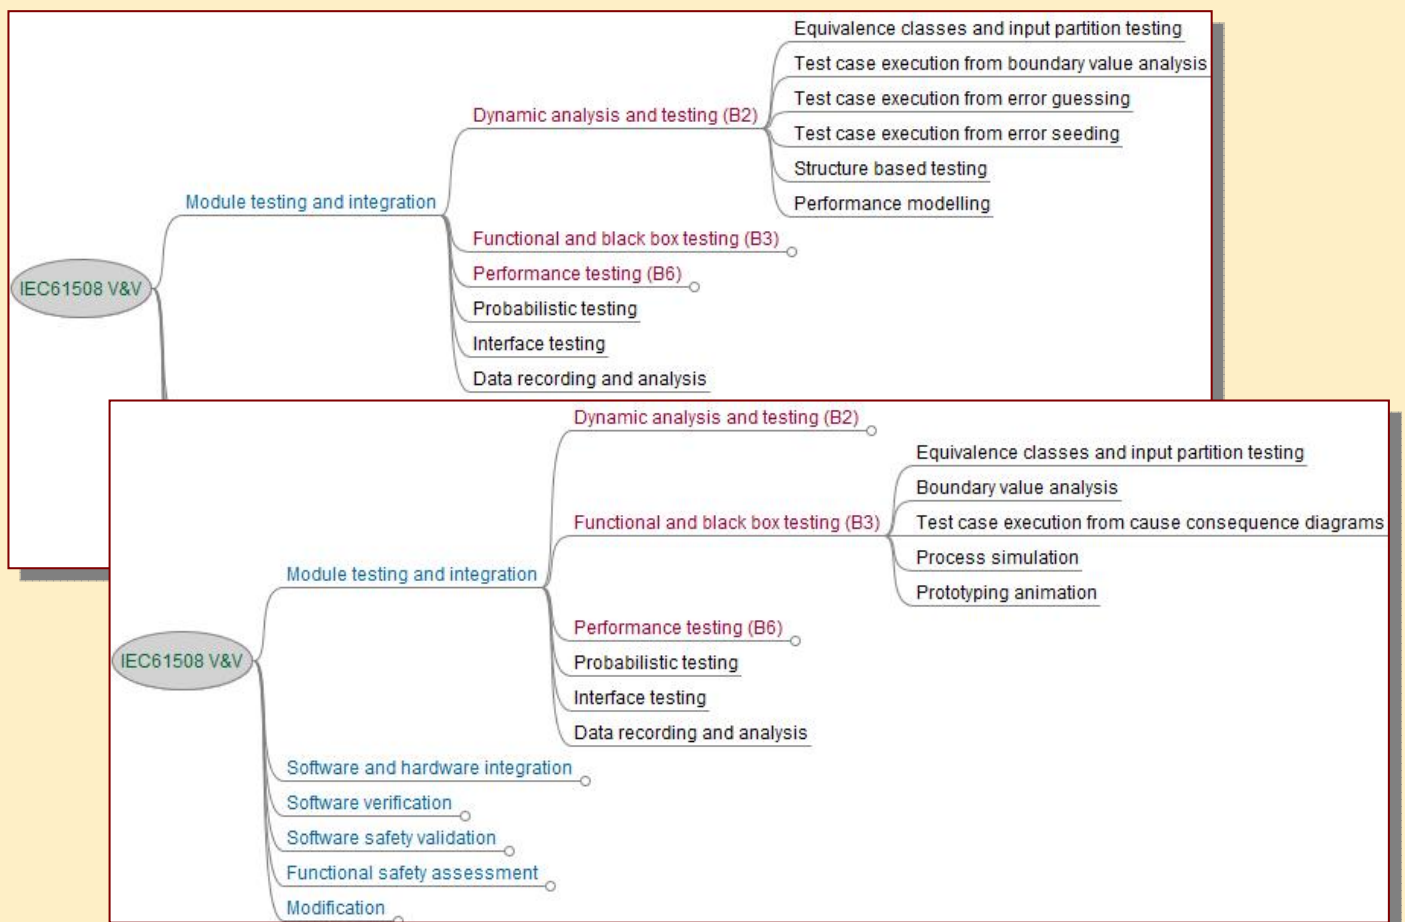 Equivalence classes and input partition testing
Test case execution from boundary value analysis
Test case execution from error guessing
Dynamic analysis and testing (B2)
Test case execution from error seeding
Structure based testing
Module testing and integration
Performance modelling
Functional and black box testing (B3)
Performance testing (B6)
IEC61508 V&V
Probabilistic testing
Interface testing
Data recording and analysis
Dynamic analysis and testing (B2)
Equivalence classes and input partition testing
Boundary value analysis
Functional and black box testing (B3)
Test case execution from cause consequence diagrams
Process simulation
Module testing and integration
Prototyping animation
Performance testing (B6)
IEC61508 V&V
Probabilistic testing
Interface testing
Data recording and analysis
Software and hardware integration
Software verification
Software safety validation
Functional safety assessment
Modification